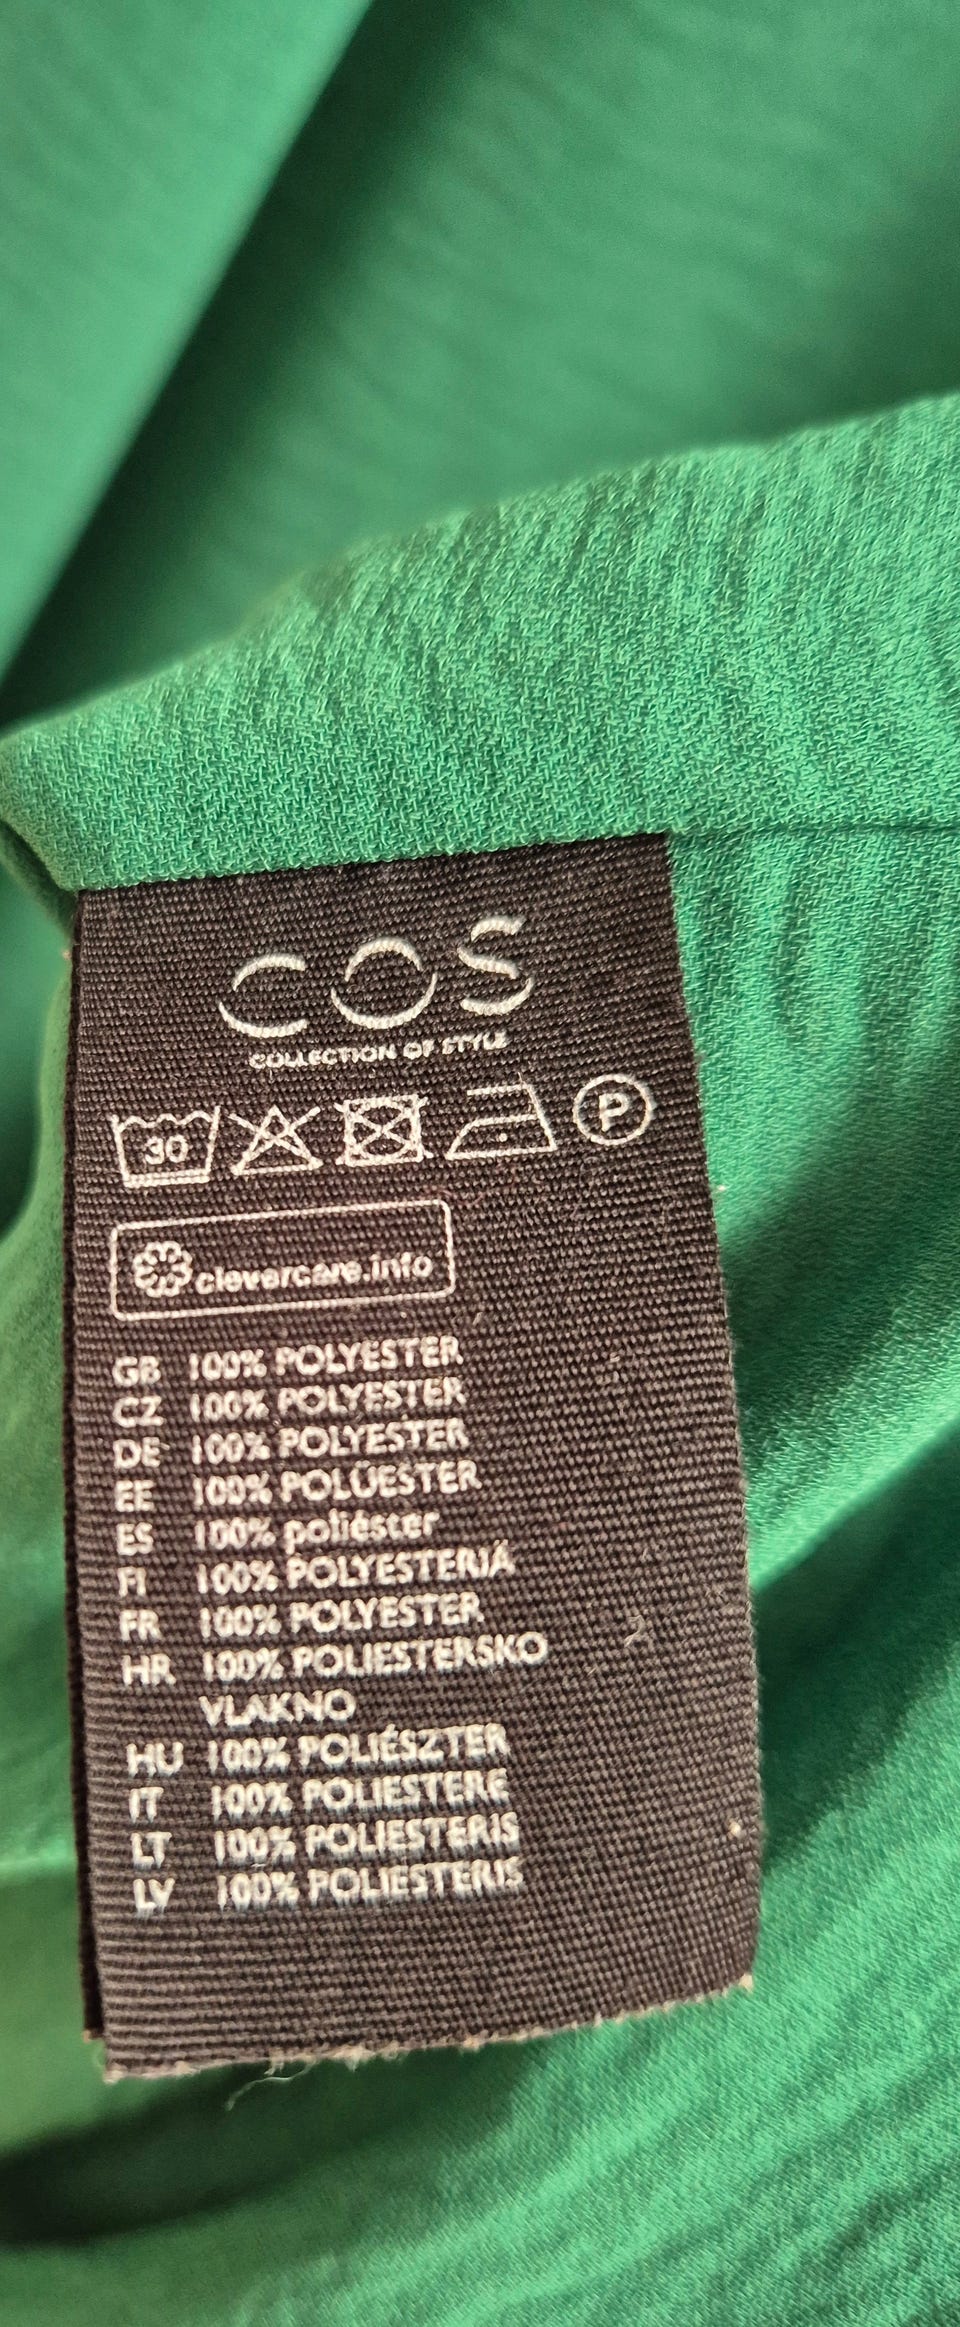 COS
COLLECTION OF STYLE
30 P
clevercare.info
GB 100% POLYESTER
CZ 100% POLYESTER
DE 100% POLYESTER
EE 100% POLÜESTER
ES 100% poliéster
FI 100% POLYESTERIÄ
FR 100% POLYESTER
HR 100% POLIESTERSKO
VLAKNO
HU 100% POLIÉSZTER
IT 100% POLIESTERE
LT 100% POLIESTERIS
LV 100% POLIESTERIS